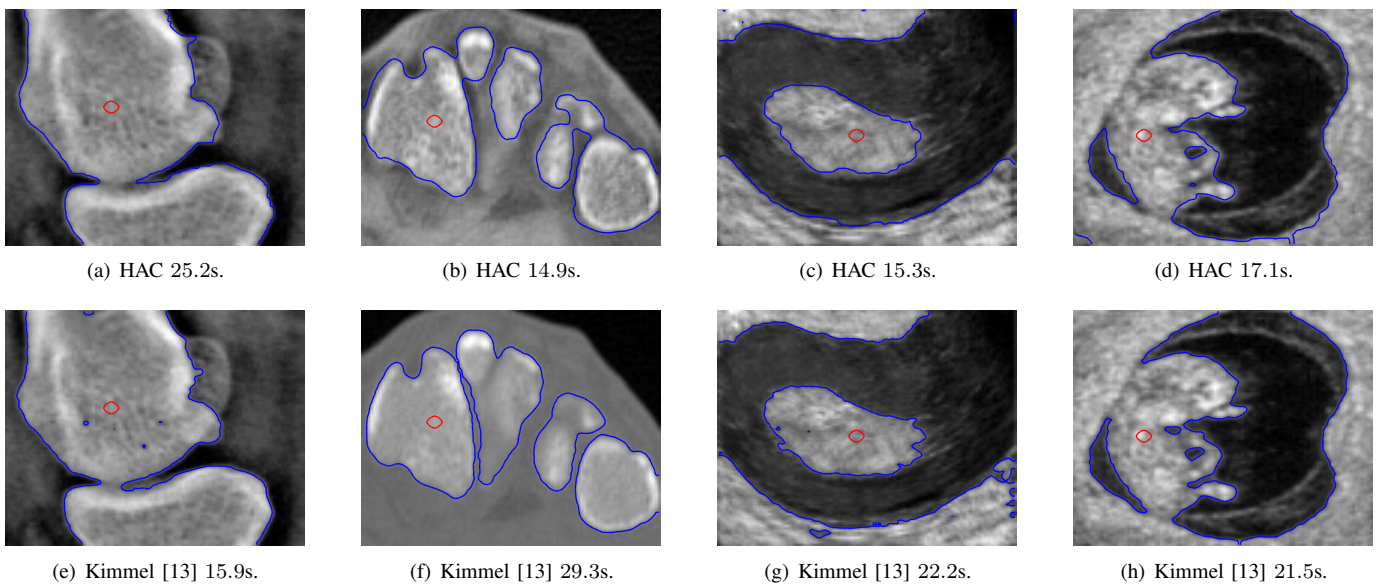 (a) HAC 25.2s.
(b) HAC 14.9s.
(c) HAC 15.3s.
(d) HAC 17.1s.
(e) Kimmel [13] 15.9s.
(f) Kimmel [13] 29.3s.
(g) Kimmel [13] 22.2s.
(h) Kimmel [13] 21.5s.